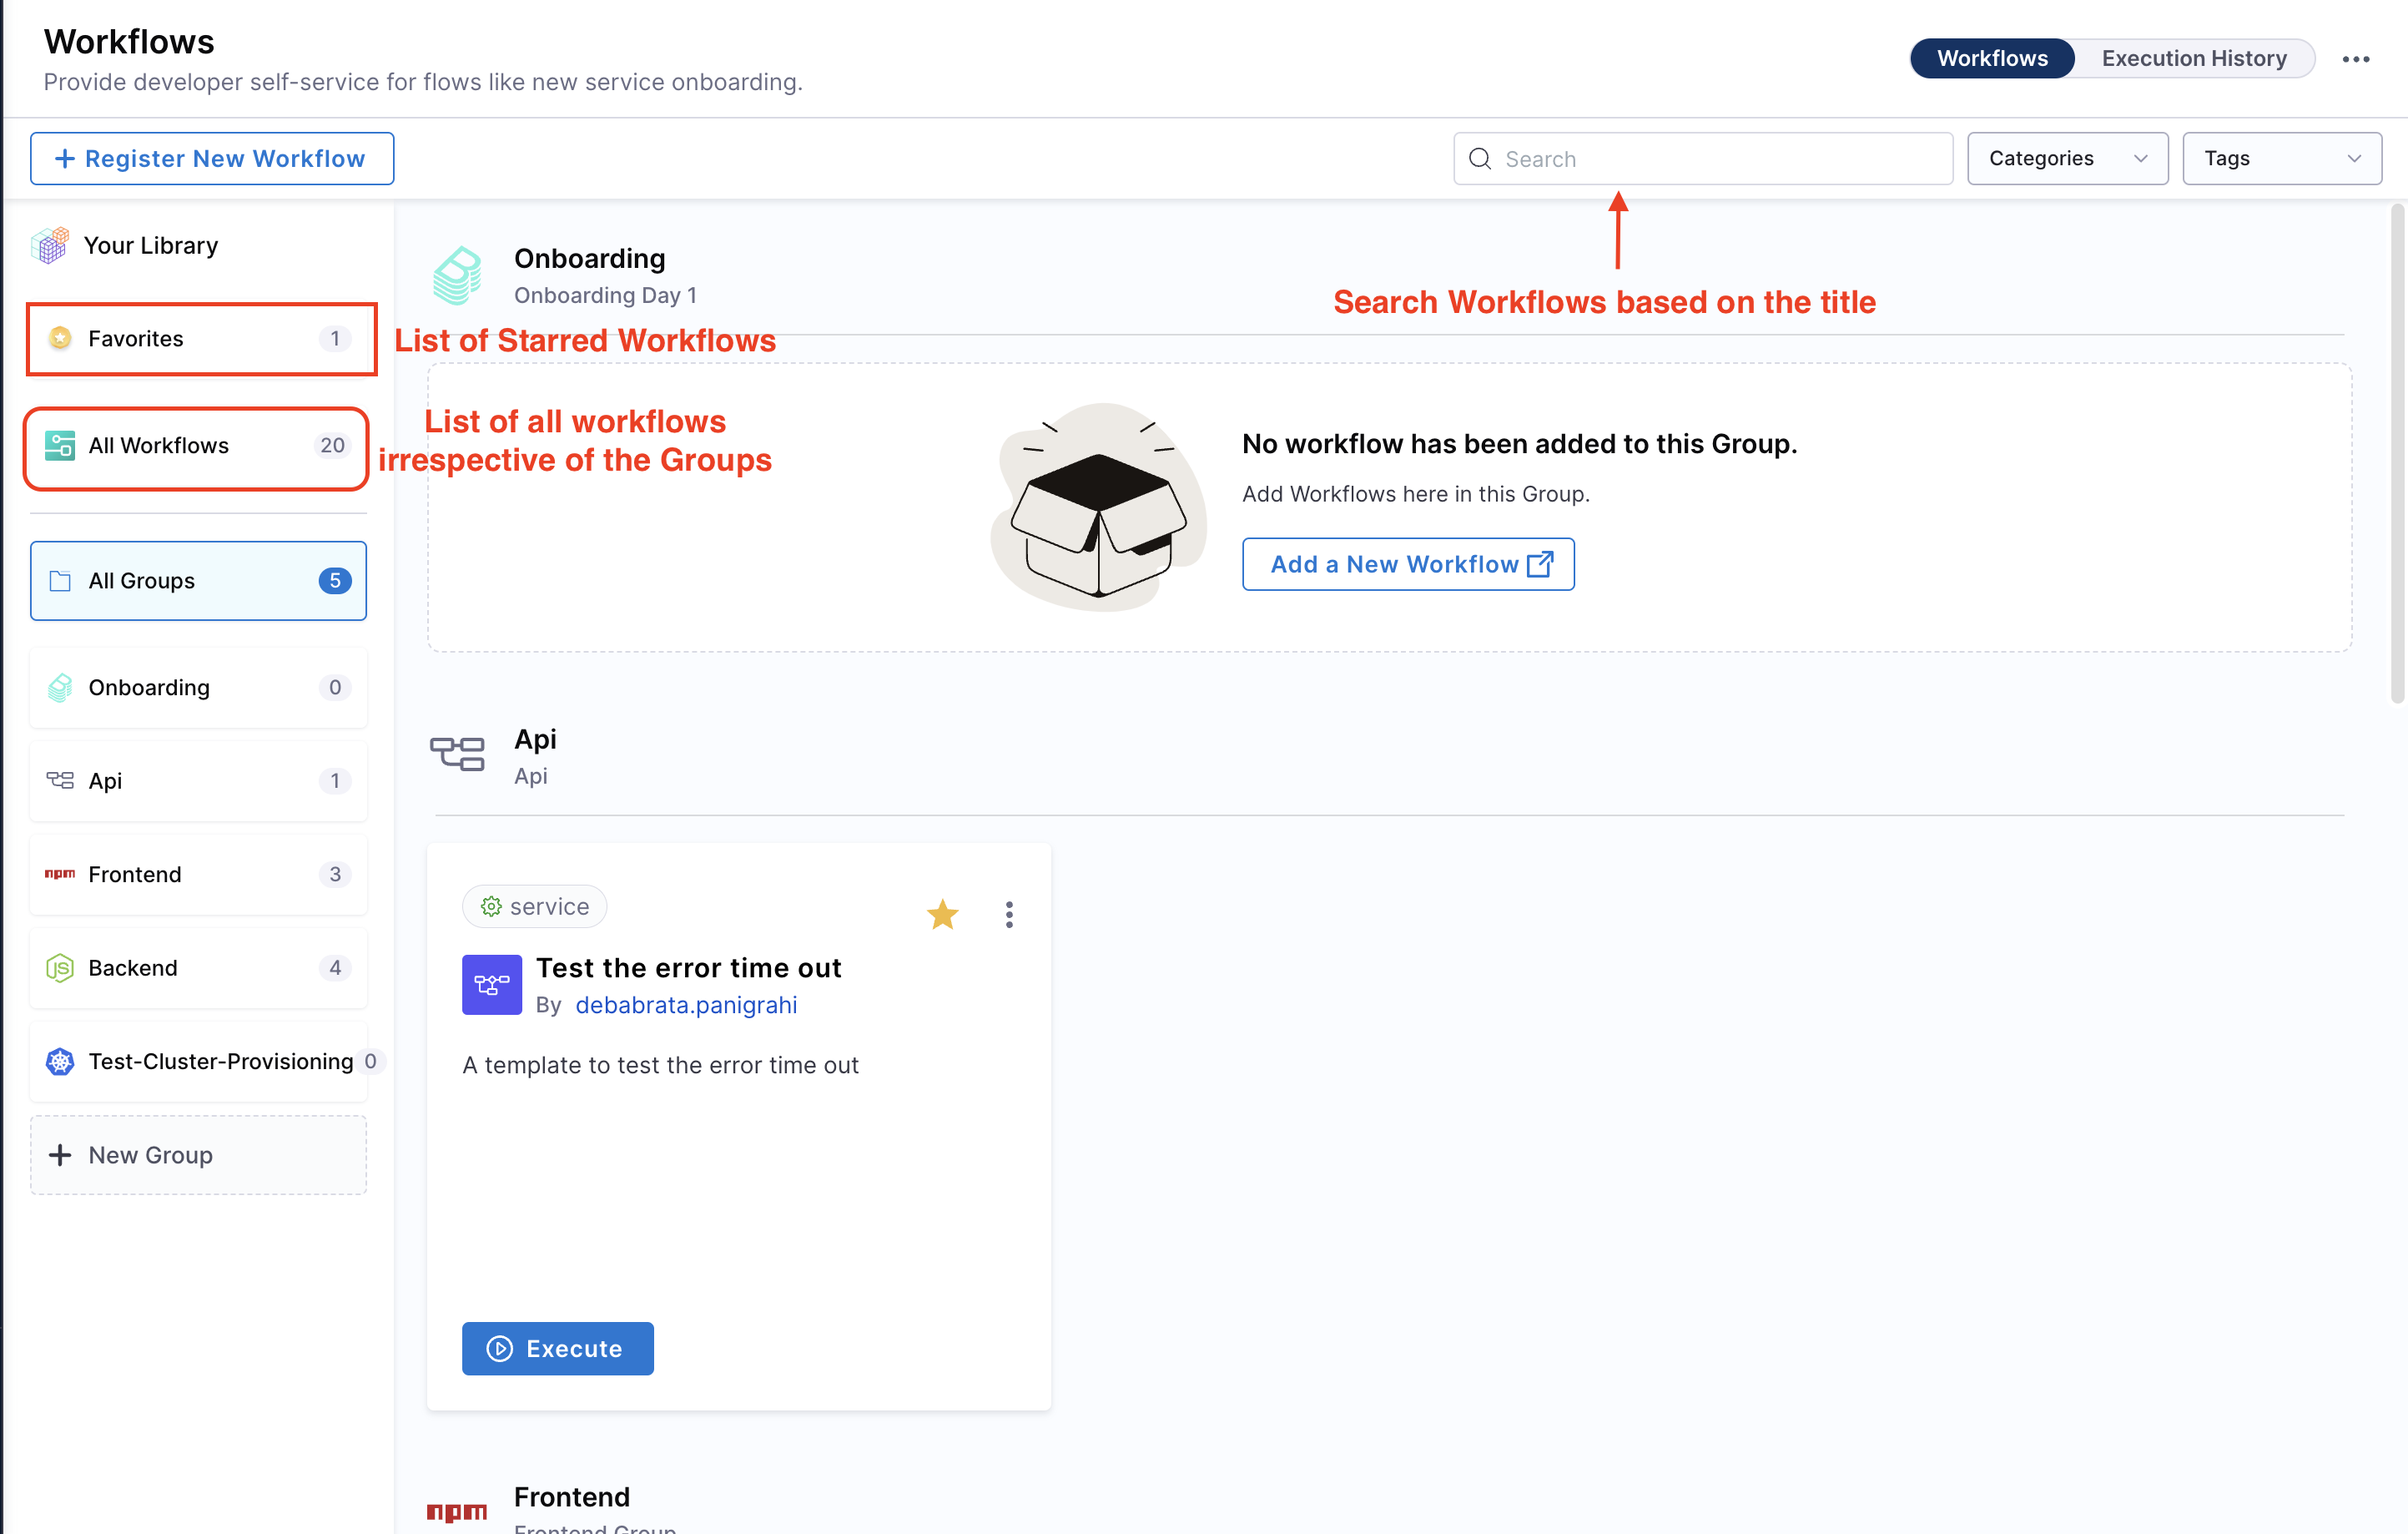 Workflows
Provide developer self-service for flows like new service onboarding.
Workflows
Execution History
+ Register New Workflow
Search
Categories
Tags
Your Library
Favorites 1
All Workflows 20
All Groups 5
Onboarding 0
Api 1
npm Frontend 3
JS Backend 4
Test-Cluster-Provisioning 0
+ New Group
Onboarding
Onboarding Day 1
Search Workflows based on the title
List of Starred Workflows
List of all workflows
irrespective of the Groups
No workflow has been added to this Group.
Add Workflows here in this Group.
Add a New Workflow
Api
Api
service
Test the error time out
By debabrata.panigrahi
A template to test the error time out
Execute
npm
Frontend
Frontend Group